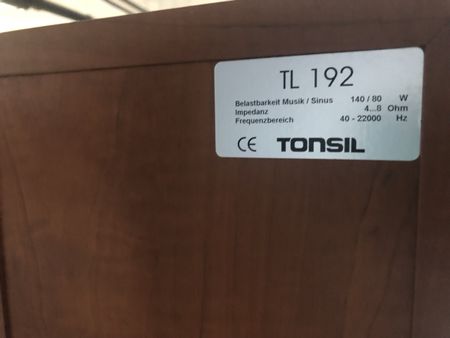 TL 192
Belastbarkeit Musik / Sinus 140 / 80 W
Impedanz 4...8 Ohm
Frequenzbereich 40 - 22000 Hz
CE TONSIL